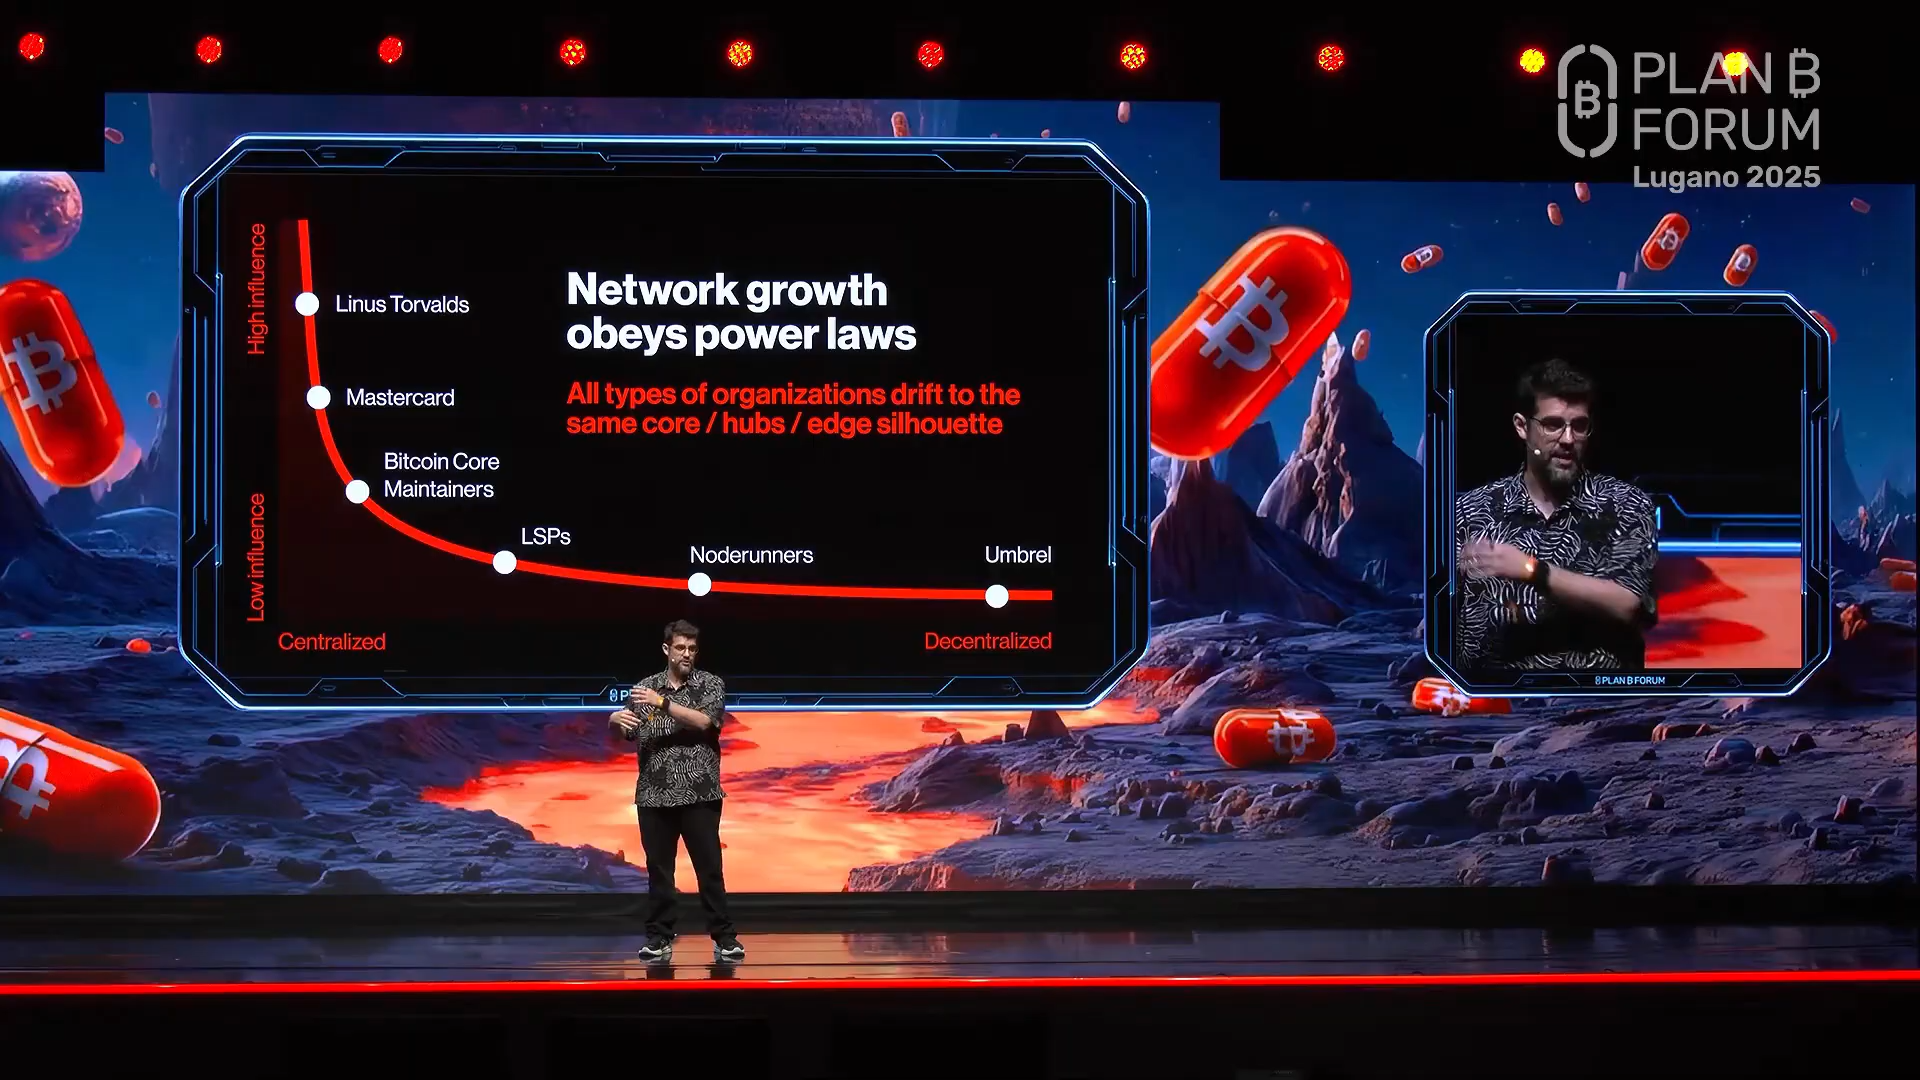 PLAN B
FORUM
Lugano 2025
High influence
Low influence
Linus Torvalds
Mastercard
Bitcoin Core
Maintainers
LSPs
Noderunners
Umbrel
Network growth
obeys power laws
All types of organizations drift to the
same core / hubs / edge silhouette
Centralized
Decentralized
PLAN B FORUM